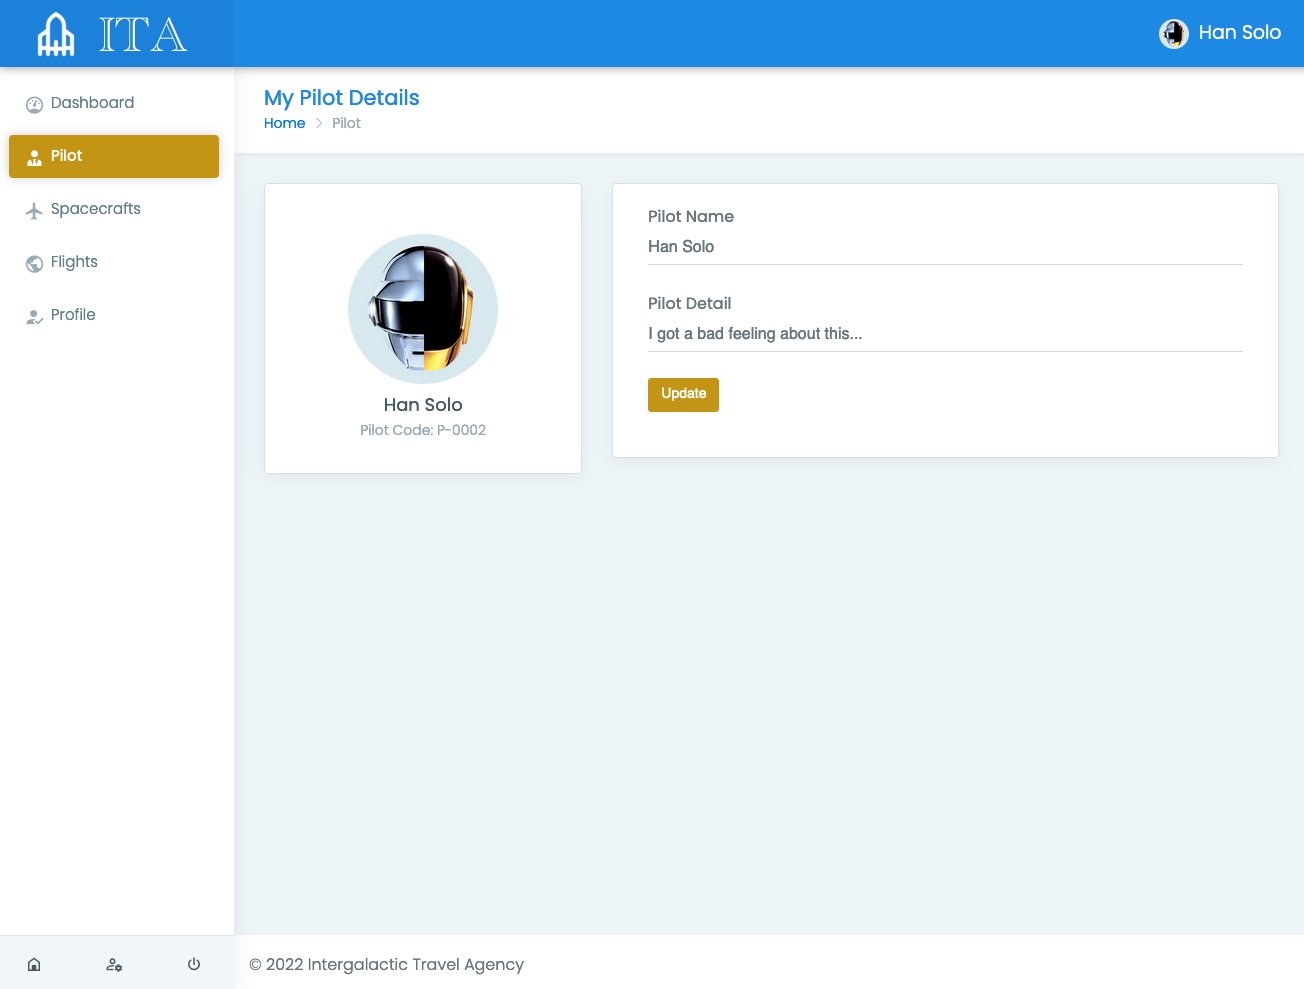 ITA
Han Solo
Dashboard
Pilot
Spacecrafts
Flights
Profile
My Pilot Details
Home > Pilot
Han Solo
Pilot Code: P-0002
Pilot Name
Han Solo
Pilot Detail
I got a bad feeling about this...
Update
© 2022 Intergalactic Travel Agency